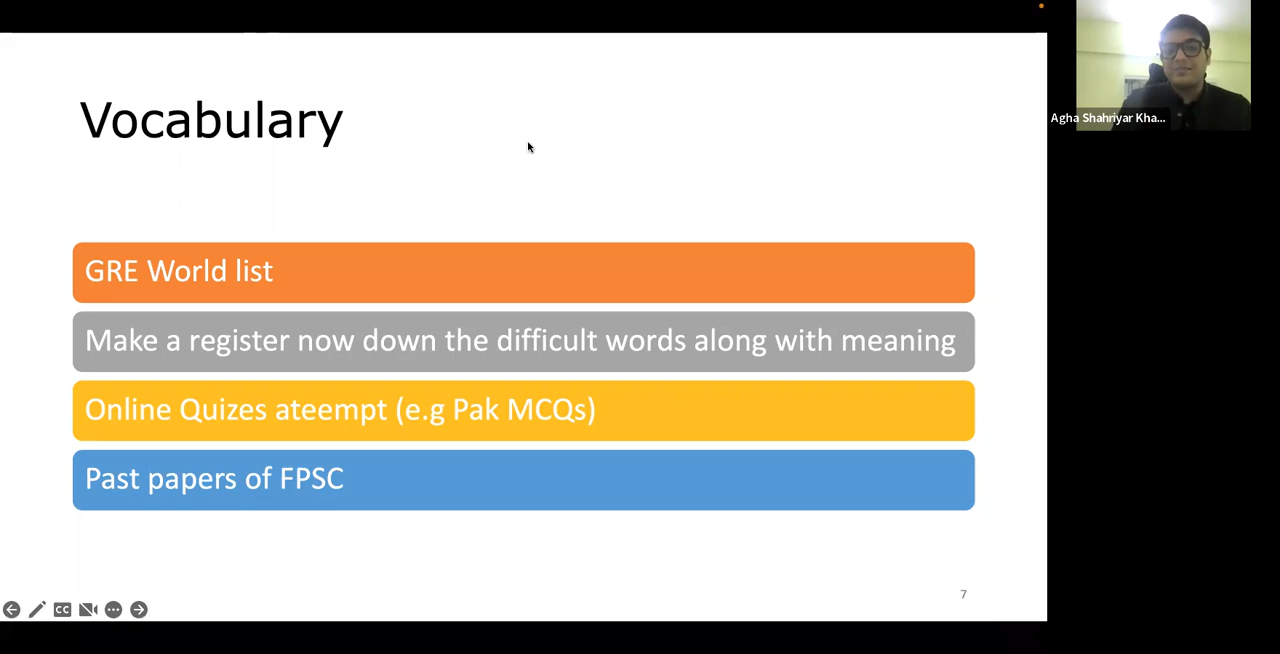 Vocabulary
GRE World list
Make a register now down the difficult words along with meaning
Online Quizes ateempt (e.g Pak MCQs)
Past papers of FPSC
7
CC
Agha Shahriyar Kha...